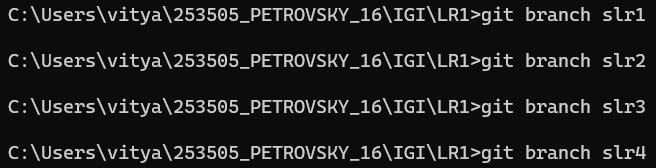 C:\Users\vitya\253505_PETROVSKY_16\IGI\LR1>git branch slr1
C:\Users\vitya\253505_PETROVSKY_16\IGI\LR1>git branch slr2
C:\Users\vitya\253505_PETROVSKY_16\IGI\LR1>git branch slr3
C:\Users\vitya\253505_PETROVSKY_16\IGI\LR1>git branch slr4